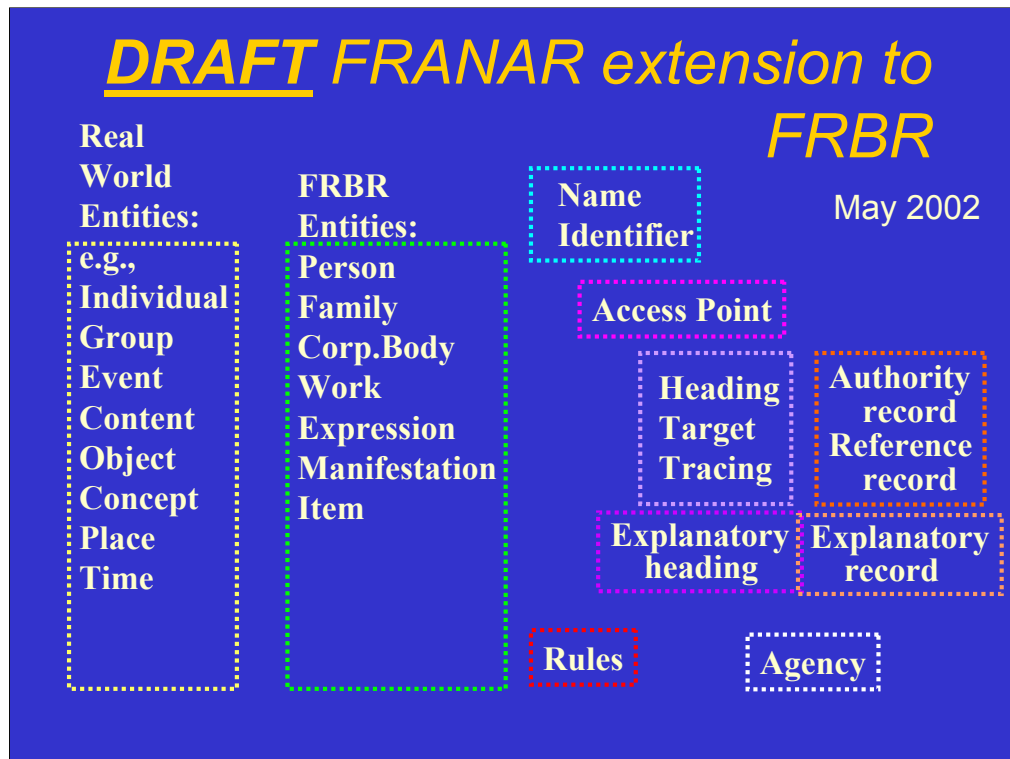 DRAFT FRANAR extension to
FRBR
May 2002
Real
World
Entities:
e.g.,
Individual
Group
Event
Content
Object
Concept
Place
Time
FRBR
Entities:
Person
Family
Corp.Body
Work
Expression
Manifestation
Item
Name
Identifier
Access Point
Heading
Target
Tracing
Authority
record
Reference
record
Explanatory
heading
Explanatory
record
Rules
Agency